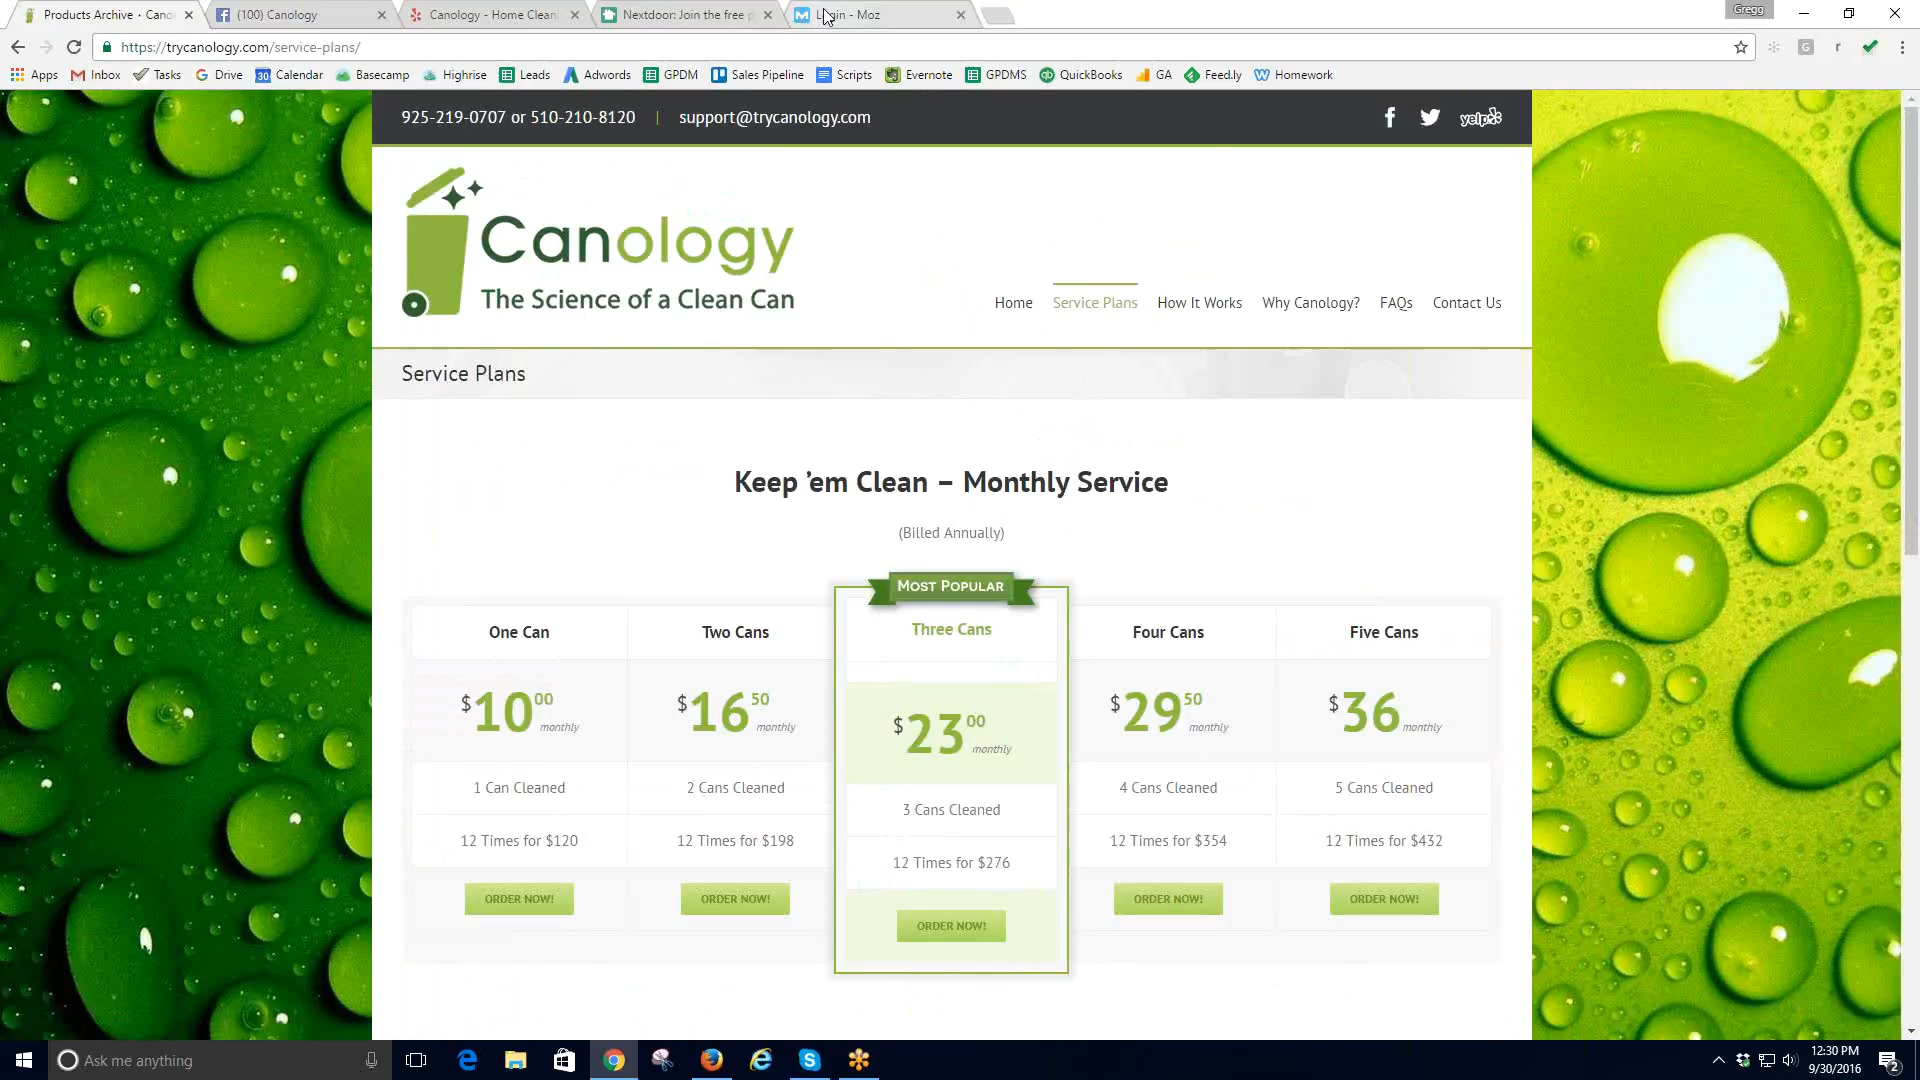 Products Archive • Cano
(100) Canology
Canology - Home Clean
Nextdoor: Join the free p
Login - Moz
Gregg
https://trycanology.com/service-plans/
Apps
Inbox
Tasks
Drive
Calendar
Basecamp
Highrise
Leads
Adwords
GPDM
Sales Pipeline
Scripts
Evernote
GPDMS
QuickBooks
GA
Feed.ly
Homework
925-219-0707 or 510-210-8120 | support@trycanology.com
yelp
Canology
The Science of a Clean Can
Home
Service Plans
How It Works
Why Canology?
FAQs
Contact Us
Service Plans
Keep ’em Clean – Monthly Service
(Billed Annually)
MOST POPULAR
One Can
$10 00 monthly
1 Can Cleaned
12 Times for $120
ORDER NOW!
Two Cans
$16 50 monthly
2 Cans Cleaned
12 Times for $198
ORDER NOW!
Three Cans
$23 00 monthly
3 Cans Cleaned
12 Times for $276
ORDER NOW!
Four Cans
$29 50 monthly
4 Cans Cleaned
12 Times for $354
ORDER NOW!
Five Cans
$36 monthly
5 Cans Cleaned
12 Times for $432
ORDER NOW!
Ask me anything
12:30 PM
9/30/2016
2